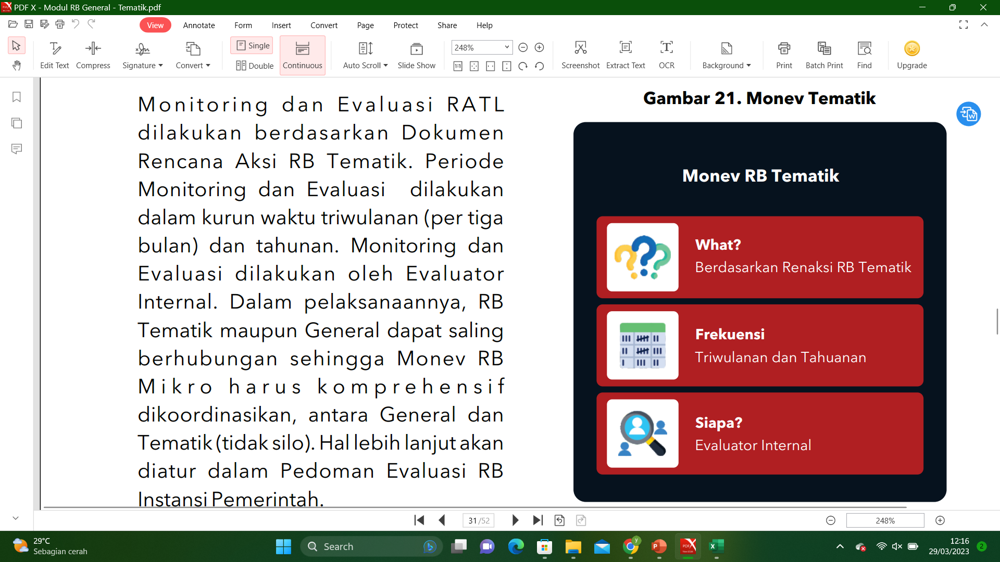 PDF X - Modul RB General - Tematik.pdf
View Annotate Form Insert Convert Page Protect Share Help
Edit Text Compress Signature Convert Single Double Continuous Auto Scroll Slide Show 248% 1:1 Screenshot Extract Text OCR Background Print Batch Print Find Upgrade
Monitoring dan Evaluasi RATL
dilakukan berdasarkan Dokumen
Rencana Aksi RB Tematik. Periode
Monitoring dan Evaluasi dilakukan
dalam kurun waktu triwulanan (per tiga
bulan) dan tahunan. Monitoring dan
Evaluasi dilakukan oleh Evaluator
Internal. Dalam pelaksanaannya, RB
Tematik maupun General dapat saling
berhubungan sehingga Monev RB
Mikro harus komprehensif
dikoordinasikan, antara General dan
Tematik (tidak silo). Hal lebih lanjut akan
diatur dalam Pedoman Evaluasi RB
Instansi Pemerintah.
Gambar 21. Monev Tematik
Monev RB Tematik
What?
Berdasarkan Renaksi RB Tematik
Frekuensi
Triwulanan dan Tahuanan
Siapa?
Evaluator Internal
31 /52
248%
29°C
Sebagian cerah
Search
12:16
29/03/2023
2